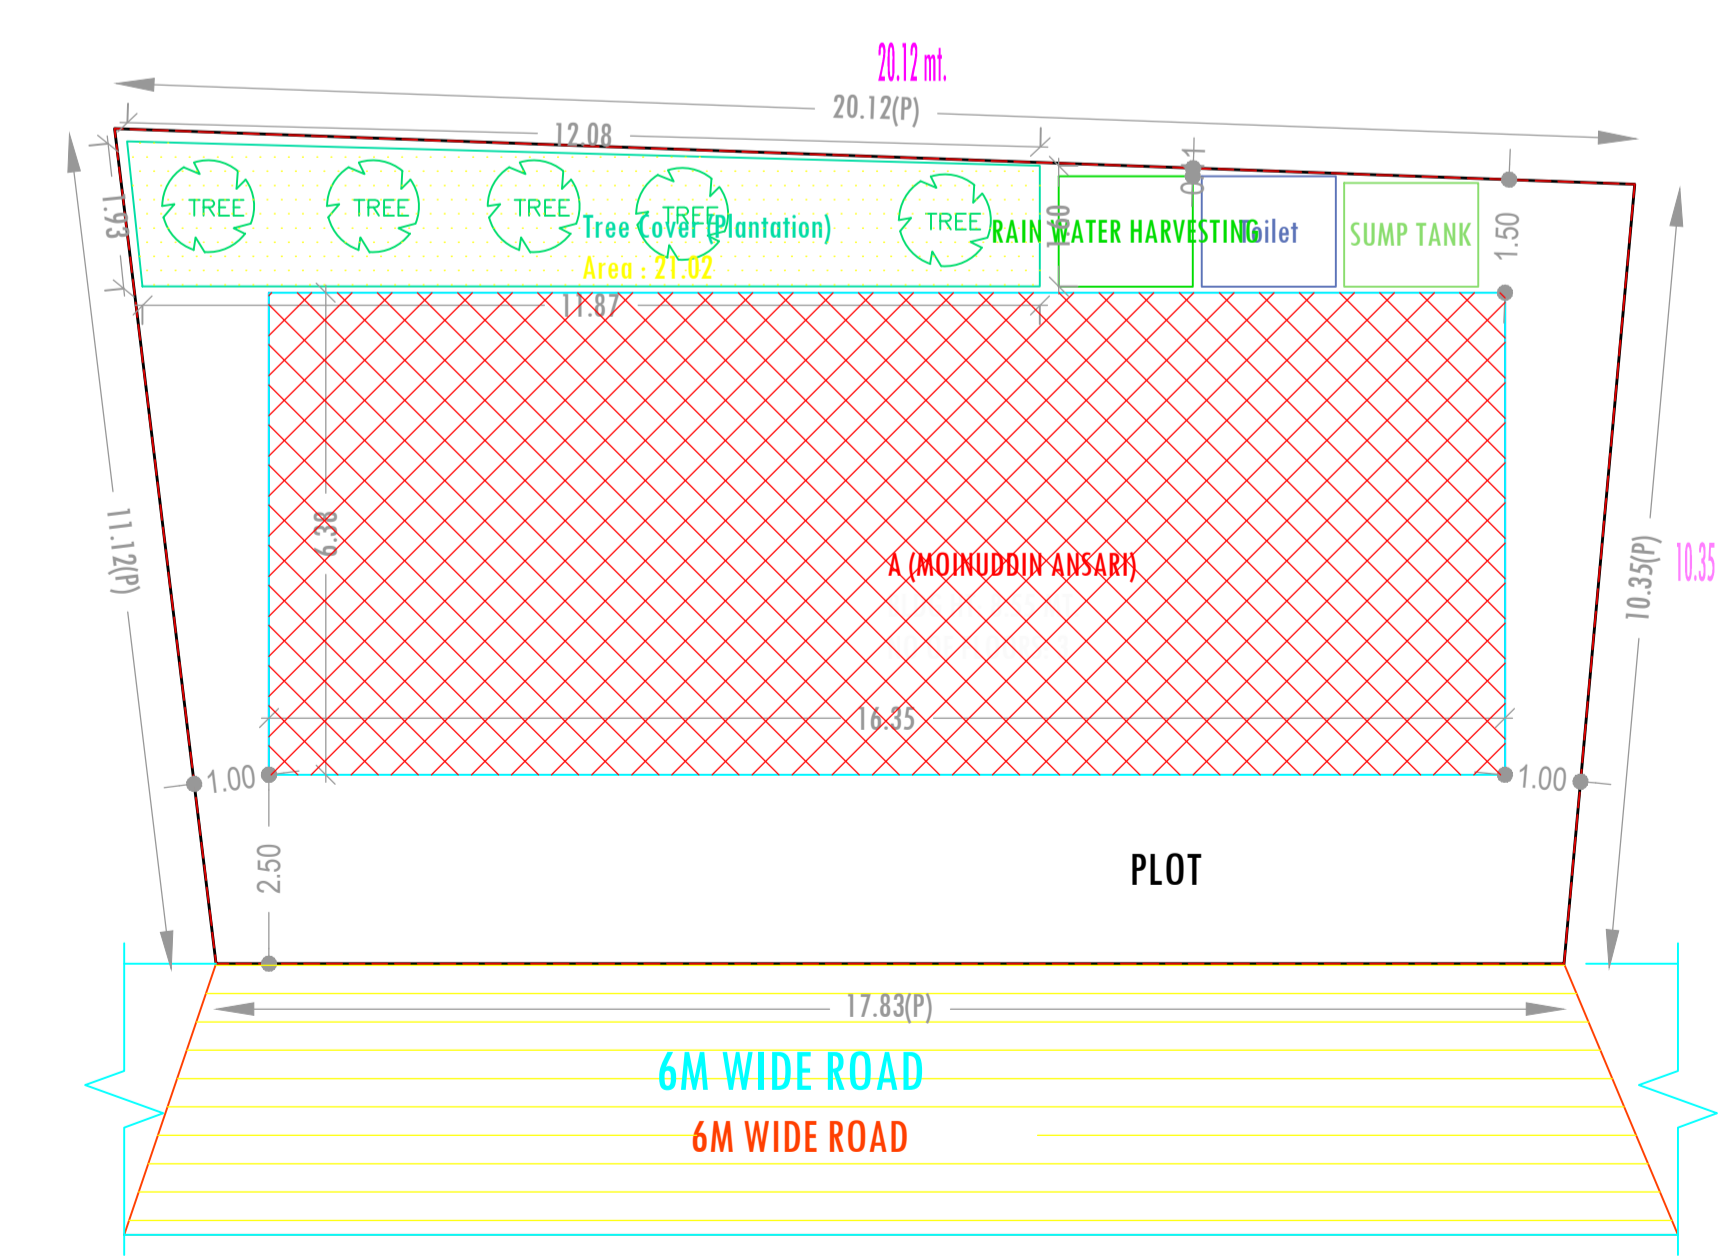 20.12 mt.
20.12(P)
12.08
0.11
1.93
TREE
TREE
TREE
TREE
TREE
Tree Cover (Plantation)
Area : 21.02
1.60
RAIN WATER HARVESTING
Toilet
SUMP TANK
1.50
11.87
11.12(P)
6.38
A (MOINUDDIN ANSARI)
10.35(P)
10.35
16.35
1.00
1.00
2.50
PLOT
17.83(P)
6M WIDE ROAD
6M WIDE ROAD